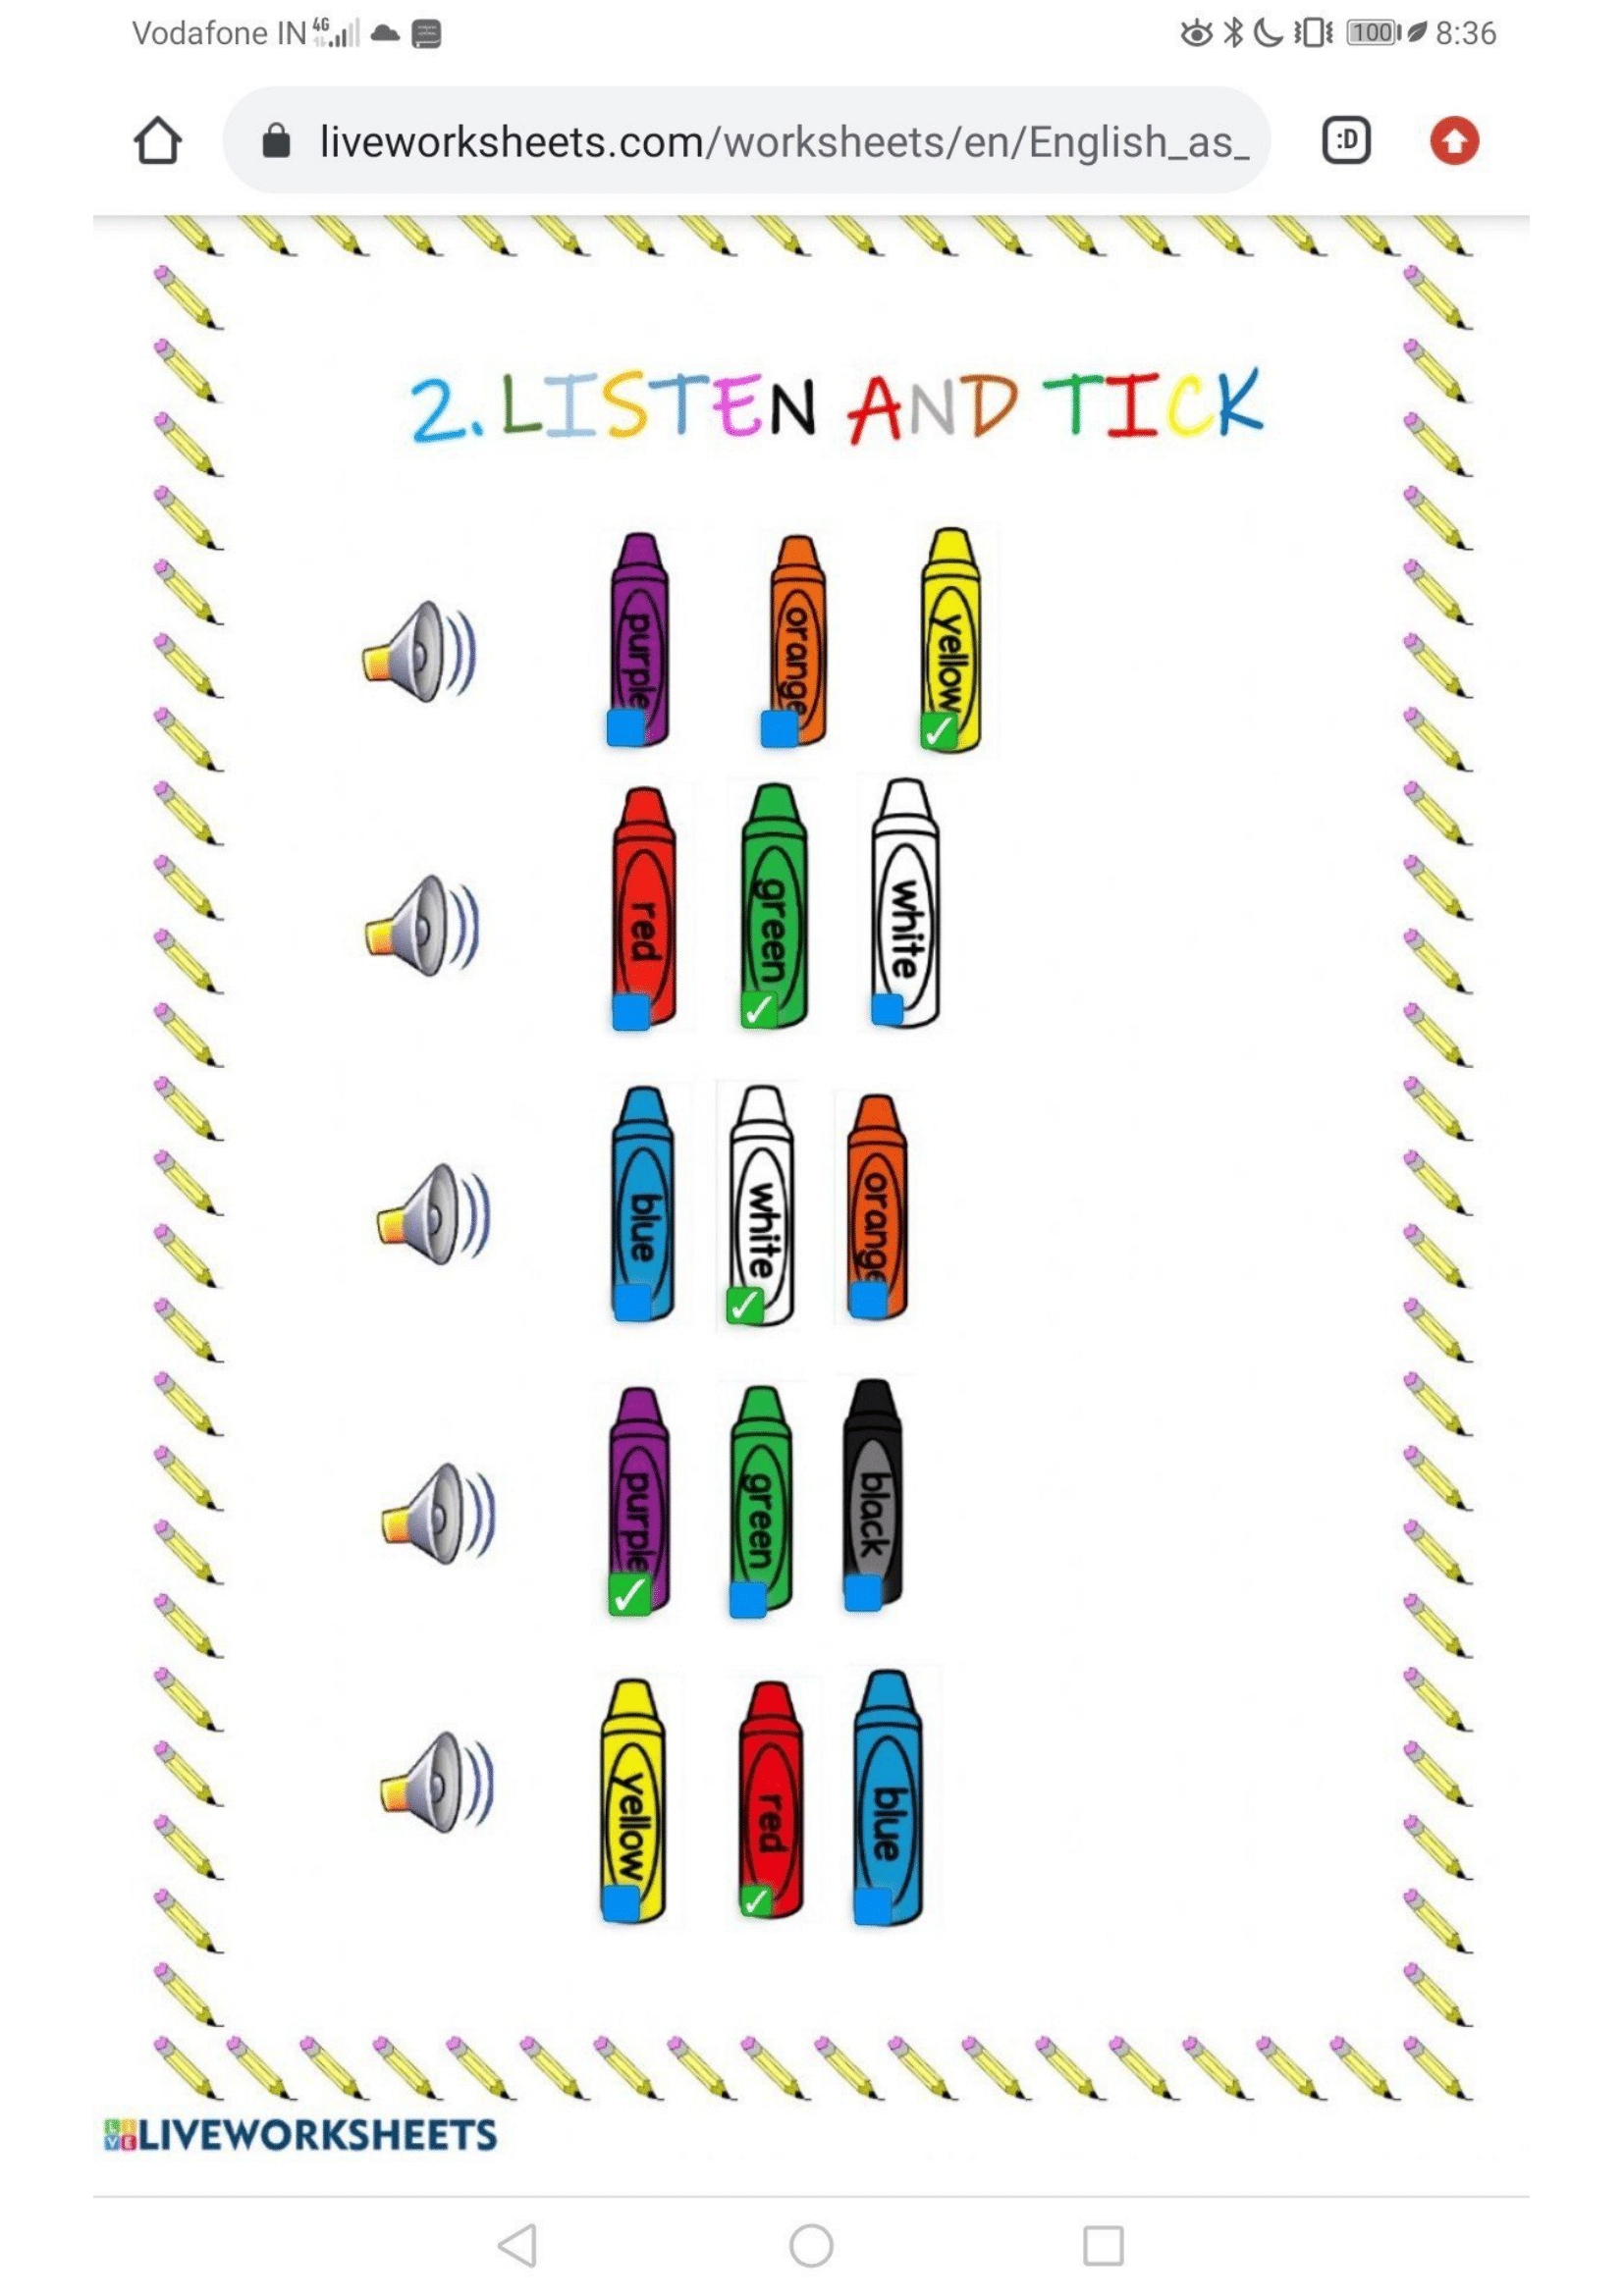 Vodafone IN 4G 100 8:36
liveworksheets.com/worksheets/en/English_as_
:D
2. LISTEN AND TICK
purple orange yellow
red green white
blue white orange
purple green black
yellow red blue
LIVE LIVEWORKSHEETS